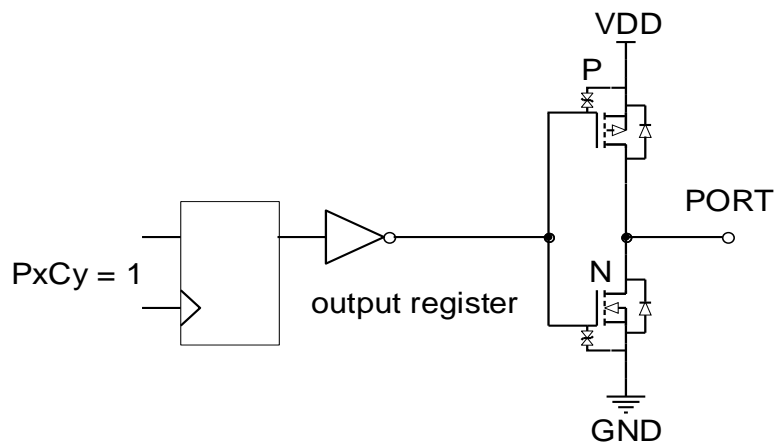 VDD
P
PORT
PxCy = 1
N
output register
GND